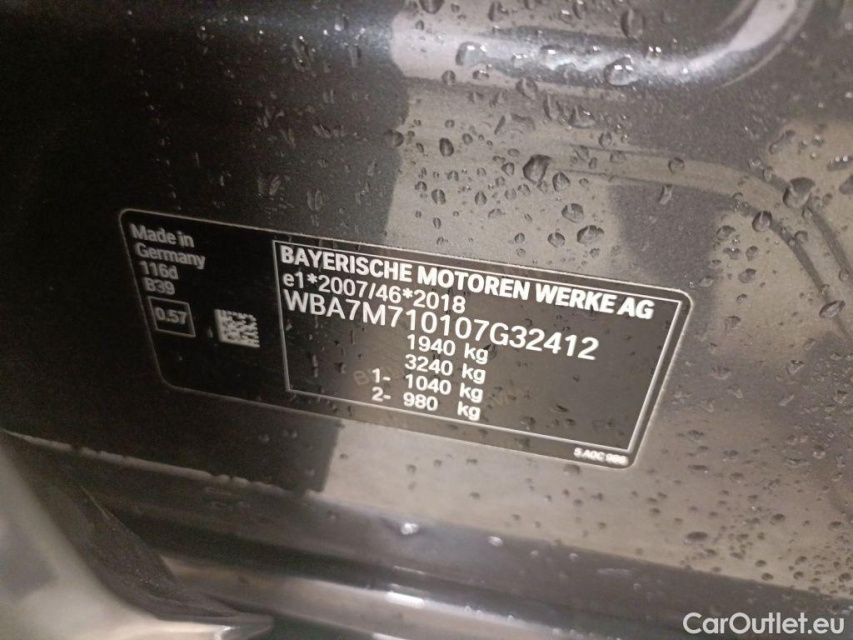 Made in
Germany
116d
B39
0.57
BAYERISCHE MOTOREN WERKE AG
e1*2007/46*2018
WBA7M710107G32412
1940 kg
3240 kg
1- 1040 kg
2- 980 kg
CarOutlet.eu